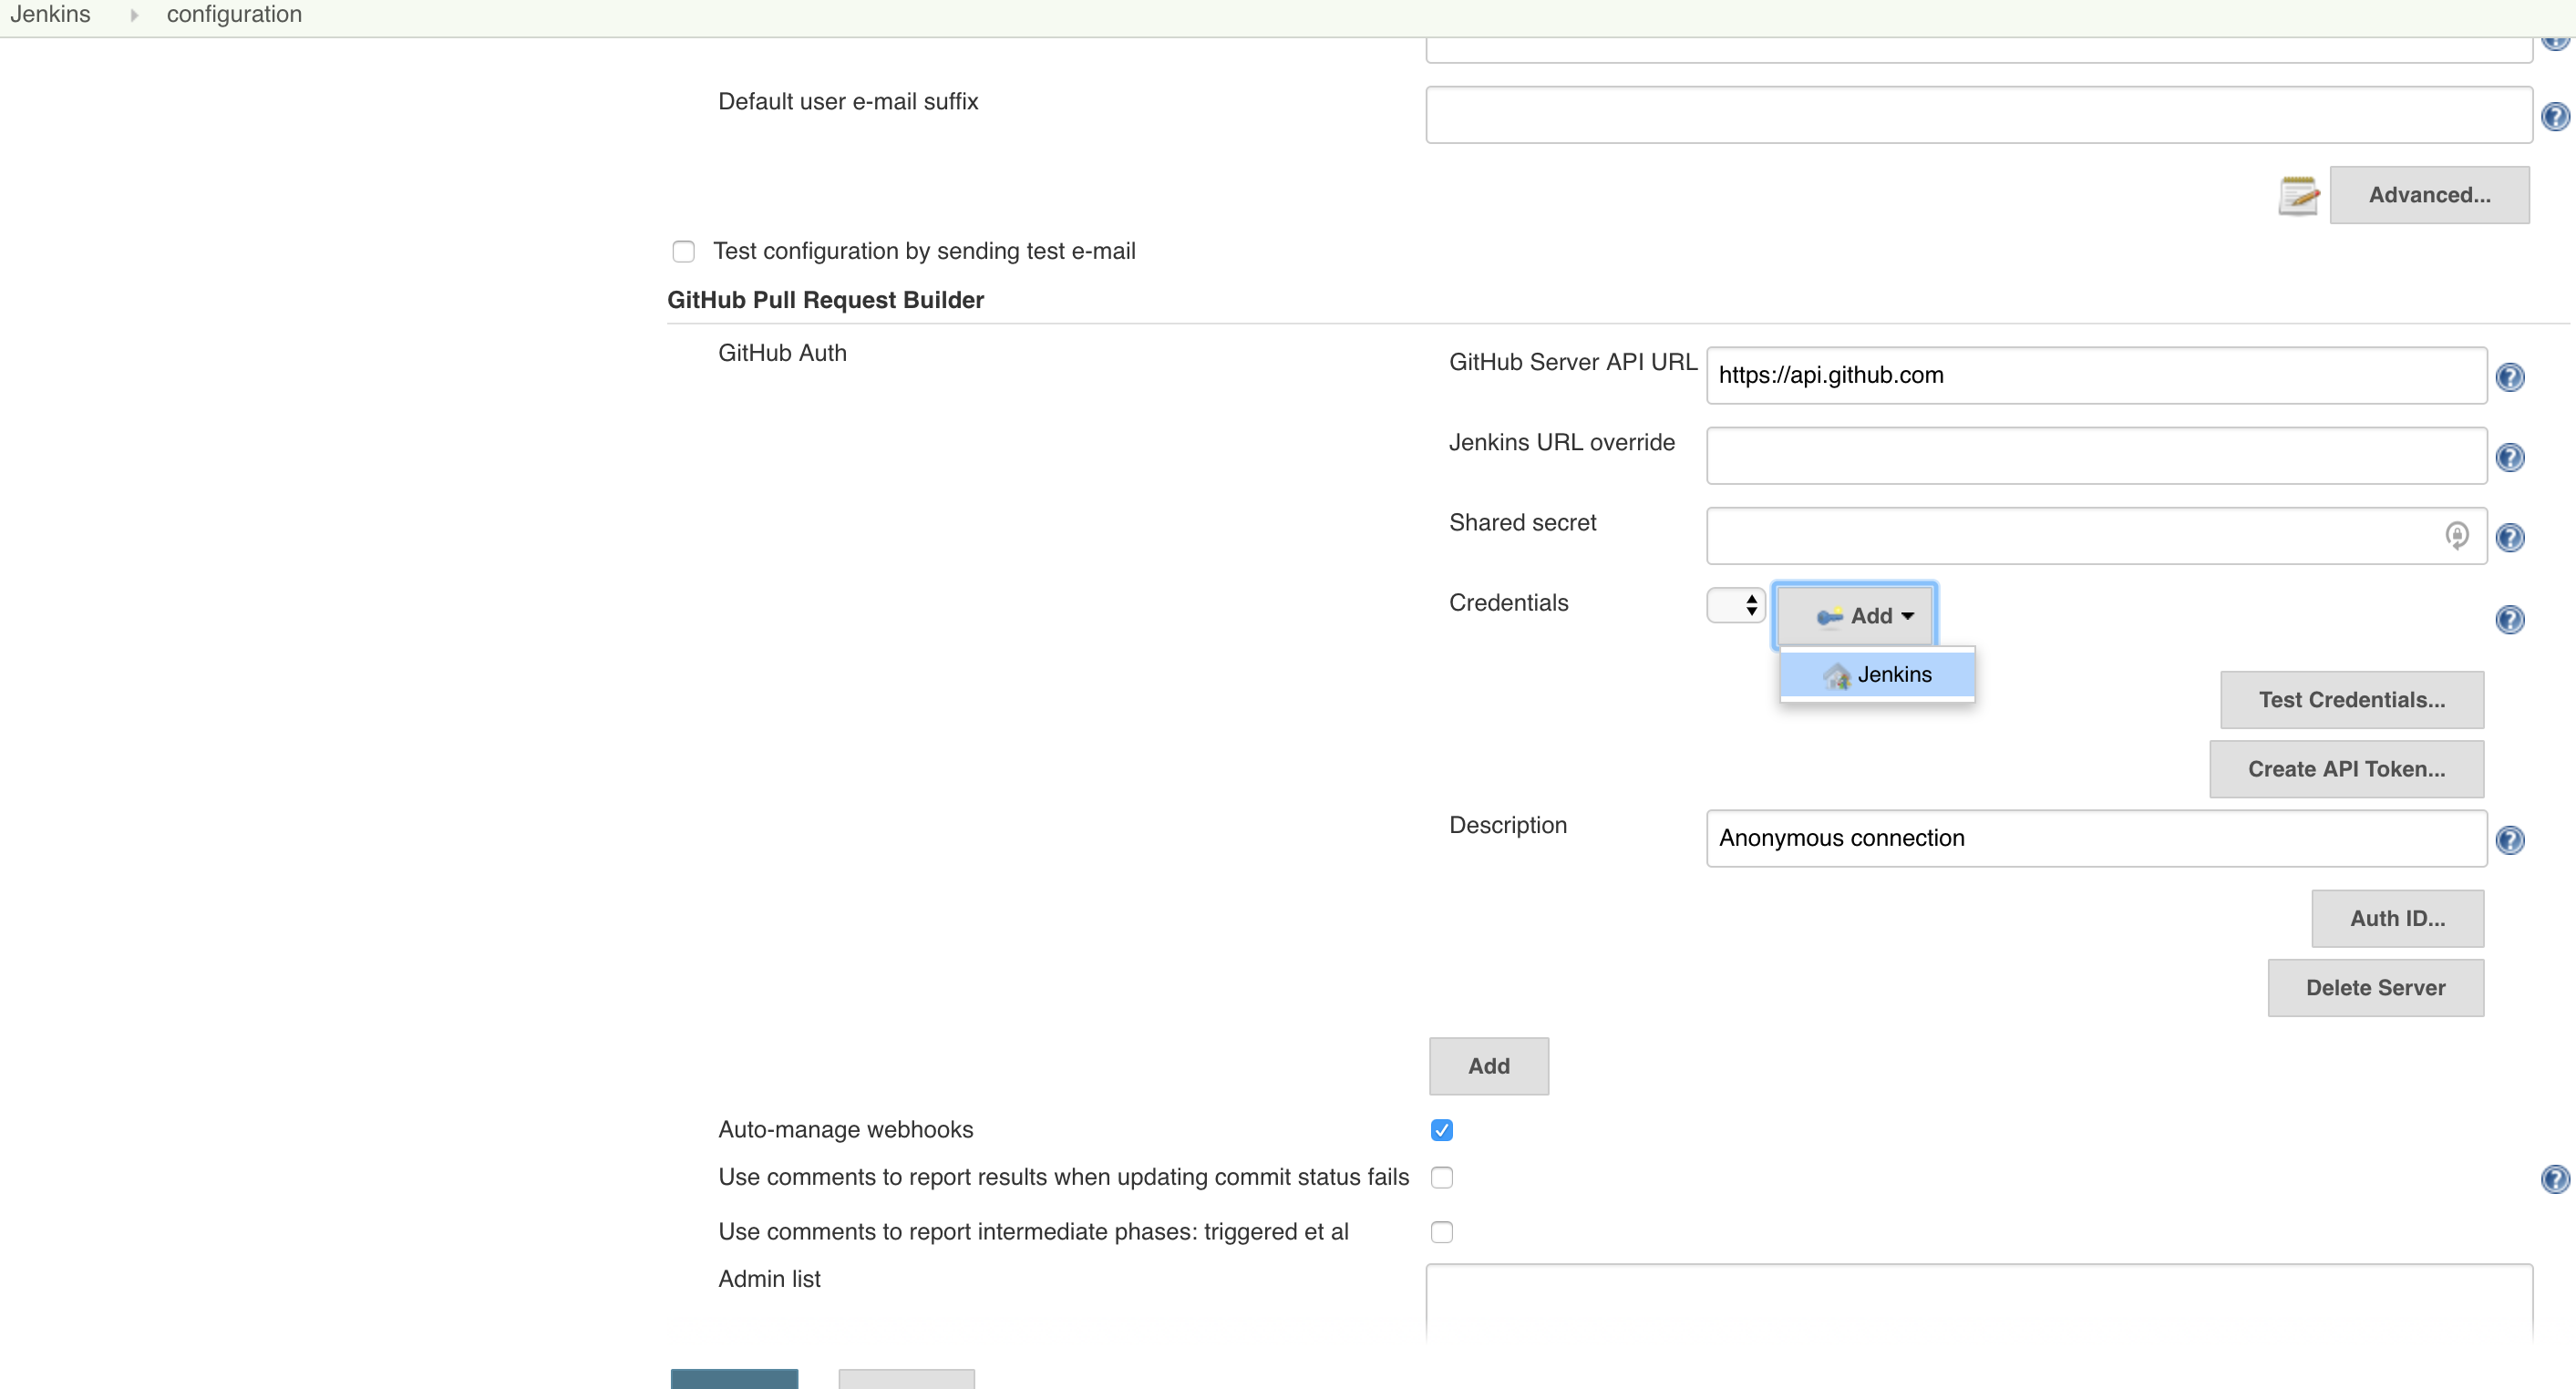 Jenkins configuration
Default user e-mail suffix
Advanced...
Test configuration by sending test e-mail
GitHub Pull Request Builder
GitHub Auth
GitHub Server API URL https://api.github.com
Jenkins URL override
Shared secret
Credentials Add
Jenkins
Test Credentials...
Create API Token...
Description Anonymous connection
Auth ID...
Delete Server
Add
Auto-manage webhooks
Use comments to report results when updating commit status fails
Use comments to report intermediate phases: triggered et al
Admin list